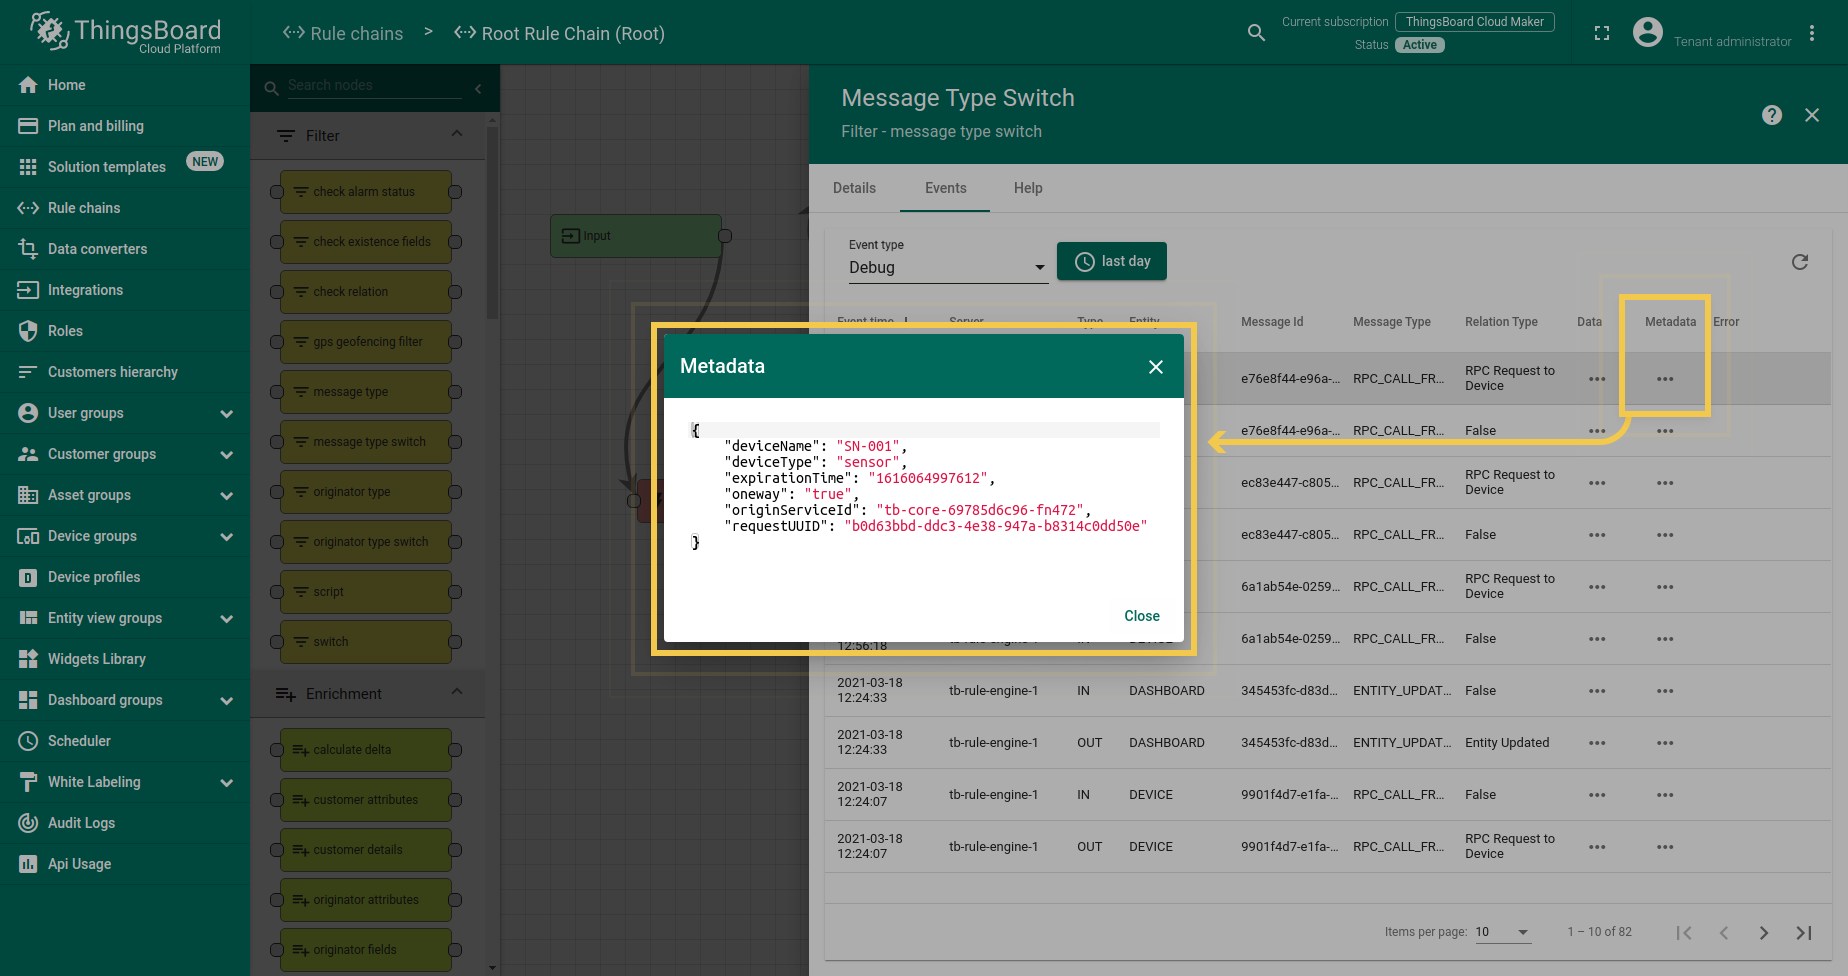 ThingsBoard
Cloud Platform
Rule chains > Root Rule Chain (Root)
Current subscription ThingsBoard Cloud Maker
Status Active
Tenant administrator
Home
Plan and billing
Solution templates NEW
Rule chains
Data converters
Integrations
Roles
Customers hierarchy
User groups
Customer groups
Asset groups
Device groups
Device profiles
Entity view groups
Widgets Library
Dashboard groups
Scheduler
White Labeling
Audit Logs
Api Usage
Search nodes
Filter
check alarm status
check existence fields
check relation
gps geofencing filter
message type
message type switch
originator type
originator type switch
script
switch
Enrichment
calculate delta
customer attributes
customer details
originator attributes
originator fields
Input
Message Type Switch
Filter - message type switch
Details Events Help
Event type
Debug
last day
Event time Server Type Entity Message Id Message Type Relation Type Data Metadata Error
e76e8f44-e96a-... RPC_CALL_FR... RPC Request to Device ...
e76e8f44-e96a-... RPC_CALL_FR... False ...
ec83e447-c805... RPC_CALL_FR... RPC Request to Device ...
ec83e447-c805... RPC_CALL_FR... False ...
6a1ab54e-0259... RPC_CALL_FR... RPC Request to Device ...
12:56:18 tb-rule-engine-1 IN DEVICE 6a1ab54e-0259... RPC_CALL_FR... False ...
2021-03-18 12:24:33 tb-rule-engine-1 IN DASHBOARD 345453fc-d83d... ENTITY_UPDAT... False ...
2021-03-18 12:24:33 tb-rule-engine-1 OUT DASHBOARD 345453fc-d83d... ENTITY_UPDAT... Entity Updated ...
2021-03-18 12:24:07 tb-rule-engine-1 IN DEVICE 9901f4d7-e1fa-... RPC_CALL_FR... False ...
2021-03-18 12:24:07 tb-rule-engine-1 OUT DEVICE 9901f4d7-e1fa-... RPC_CALL_FR... RPC Request to Device ...
Items per page: 10 1 – 10 of 82
Metadata
{
"deviceName": "SN-001",
"deviceType": "sensor",
"expirationTime": "1616064997612",
"oneway": "true",
"originServiceId": "tb-core-69785d6c96-fn472",
"requestUUID": "b0d63bbd-ddc3-4e38-947a-b8314c0dd50e"
}
Close